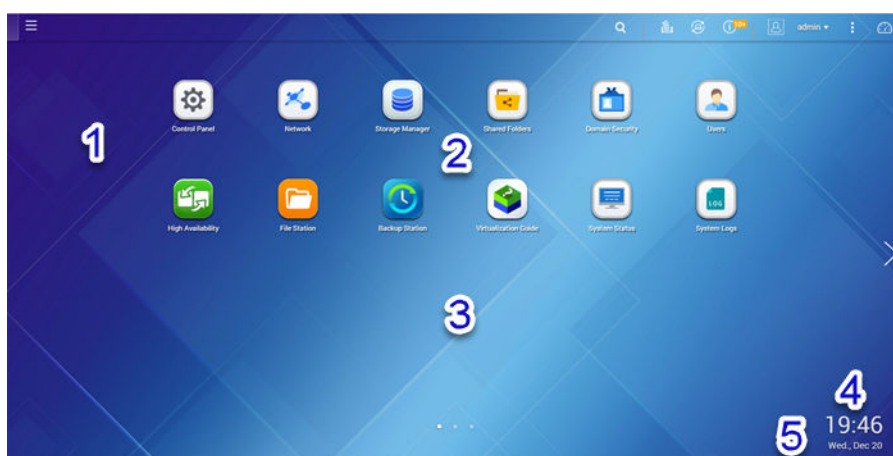 admin
10+
Control Panel
Network
Storage Manager
Shared Folders
Domain Security
Users
1
2
High Availability
File Station
Backup Station
Virtualization Guide
System Status
LOG
System Logs
3
4
19:46
5
Wed., Dec 20